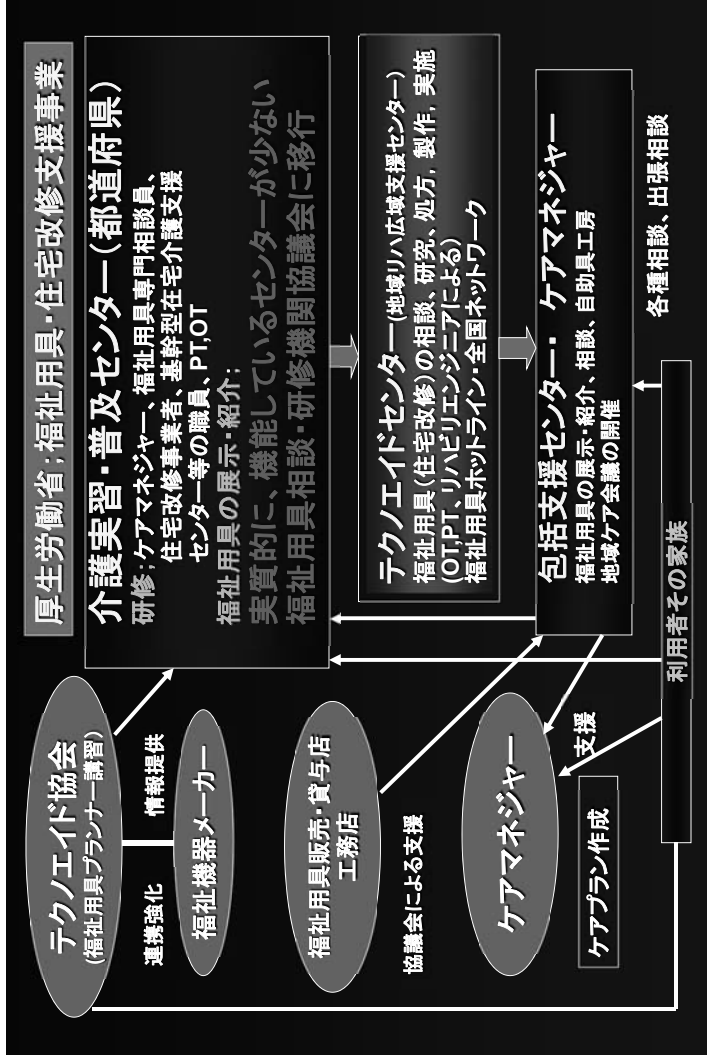 厚生労働省;福祉用具・住宅改修支援事業
テクノエイド協会
(福祉用具プランナー講習)
連携強化
情報提供
福祉機器メーカー
介護実習・普及センター(都道府県)
研修;ケアマネジャー、福祉用具専門相談員、
住宅改修事業者、基幹型在宅介護支援
センター等の職員、PT,OT
福祉用具の展示・紹介;
実質的に、機能しているセンターが少ない
福祉用具相談・研修機関協議会に移行
福祉用具販売・貸与店
工務店
協議会による支援
テクノエイドセンター(地域リハ広域支援センター)
福祉用具(住宅改修)の相談、研究、処方,製作,実施
(OT,PT、リハビリエンジニアによる)
福祉用具ホットライン・全国ネットワーク
ケアマネジャー
包括支援センター・ ケアマネジャー
福祉用具の展示・紹介、相談、自助具工房
地域ケア会議の開催
ケアプラン作成
支援
各種相談、出張相談
利用者その家族